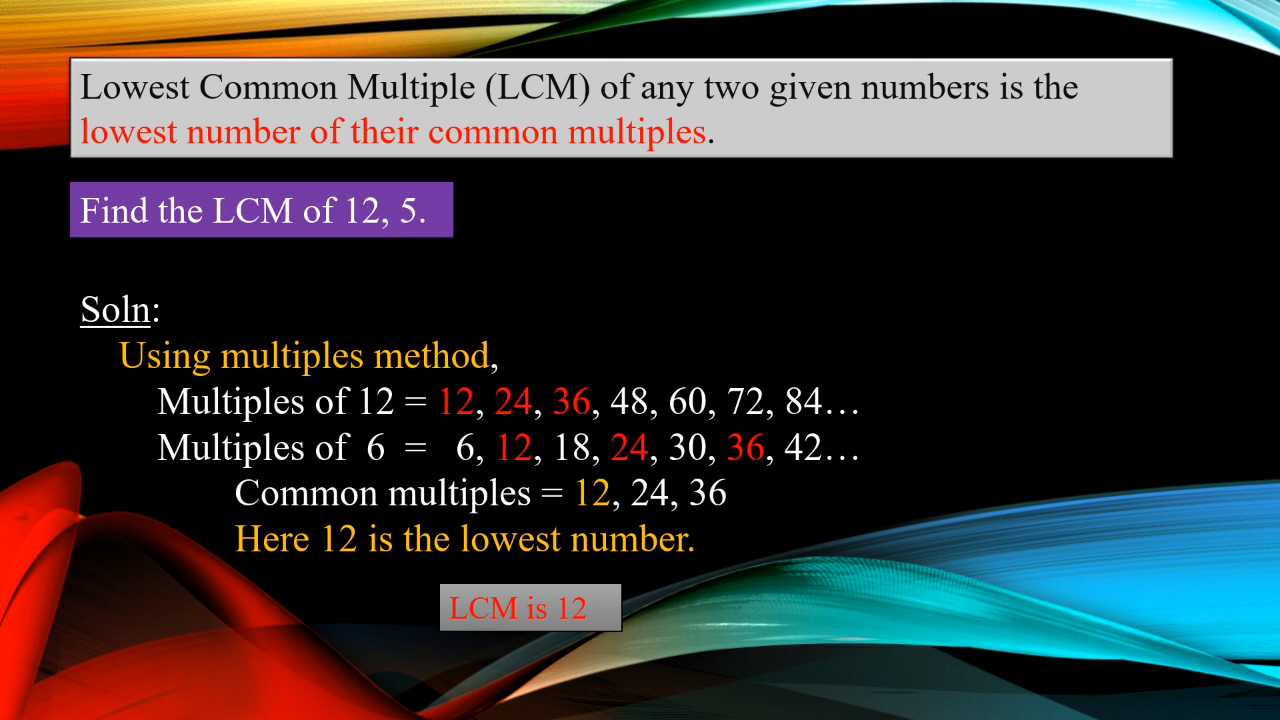 Lowest Common Multiple (LCM) of any two given numbers is the
lowest number of their common multiples.
Find the LCM of 12, 5.
Soln:
Using multiples method,
Multiples of 12 = 12, 24, 36, 48, 60, 72, 84…
Multiples of  6  =   6, 12, 18, 24, 30, 36, 42…
Common multiples = 12, 24, 36
Here 12 is the lowest number.
LCM is 12